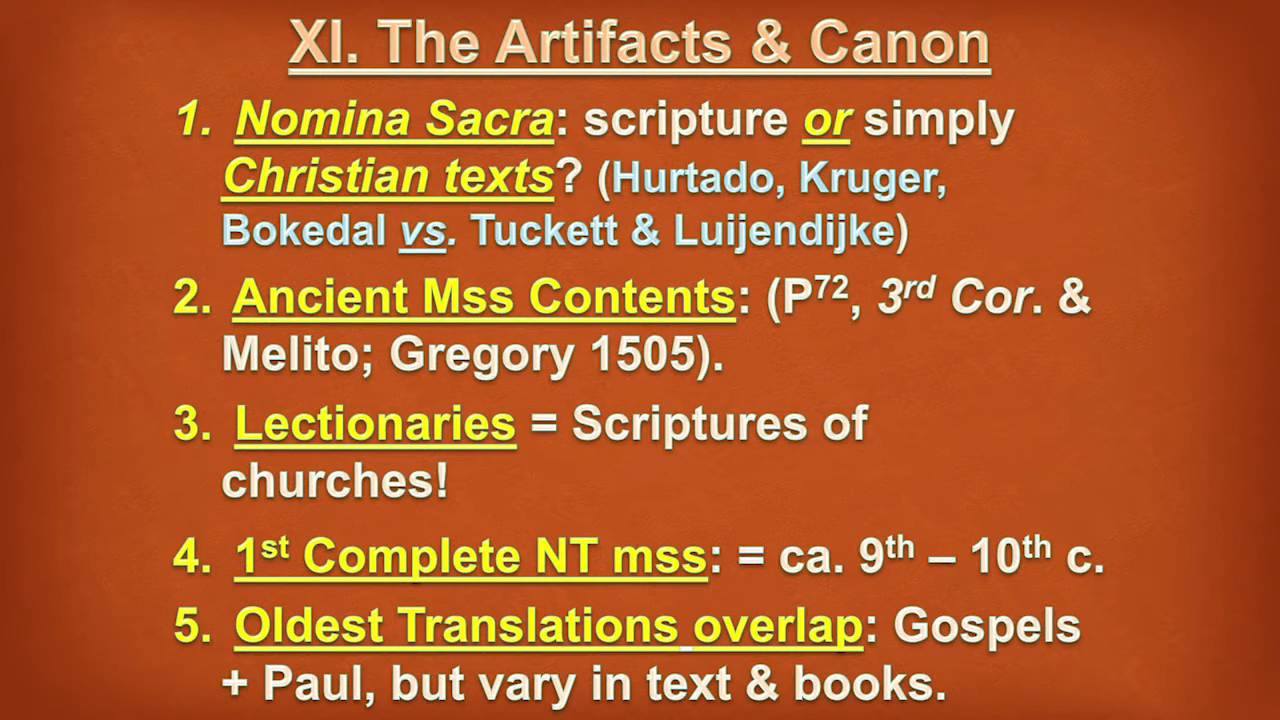 XI. The Artifacts & Canon
1. Nomina Sacra: scripture or simply
Christian texts? (Hurtado, Kruger,
Bokedal vs. Tuckett & Luijendijke)
2. Ancient Mss Contents: (P72, 3rd Cor. &
Melito; Gregory 1505).
3. Lectionaries = Scriptures of
churches!
4. 1st Complete NT mss: = ca. 9th – 10th c.
5. Oldest Translations overlap: Gospels
+ Paul, but vary in text & books.